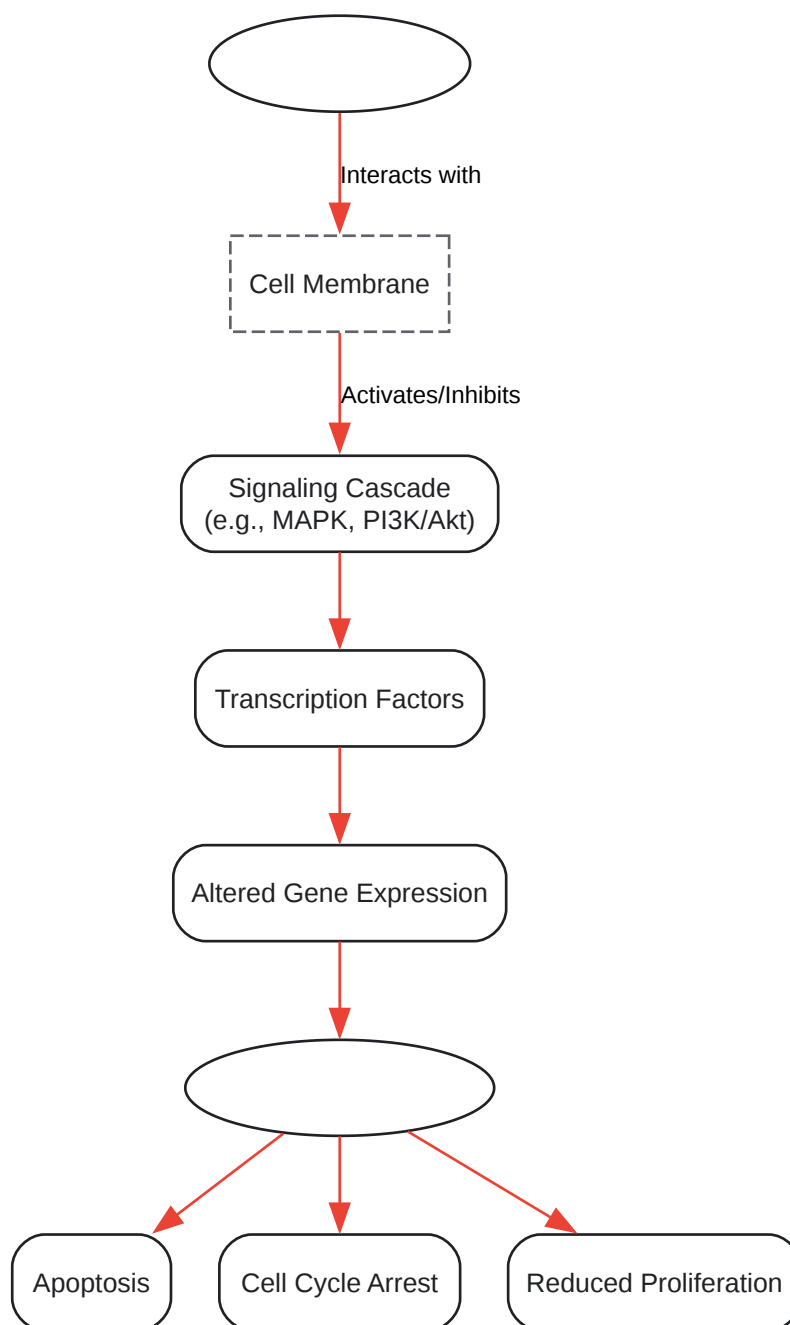 Interacts with
Cell Membrane
Activates/Inhibits
Signaling Cascade
(e.g., MAPK, PI3K/Akt)
Transcription Factors
Altered Gene Expression
Apoptosis
Cell Cycle Arrest
Reduced Proliferation